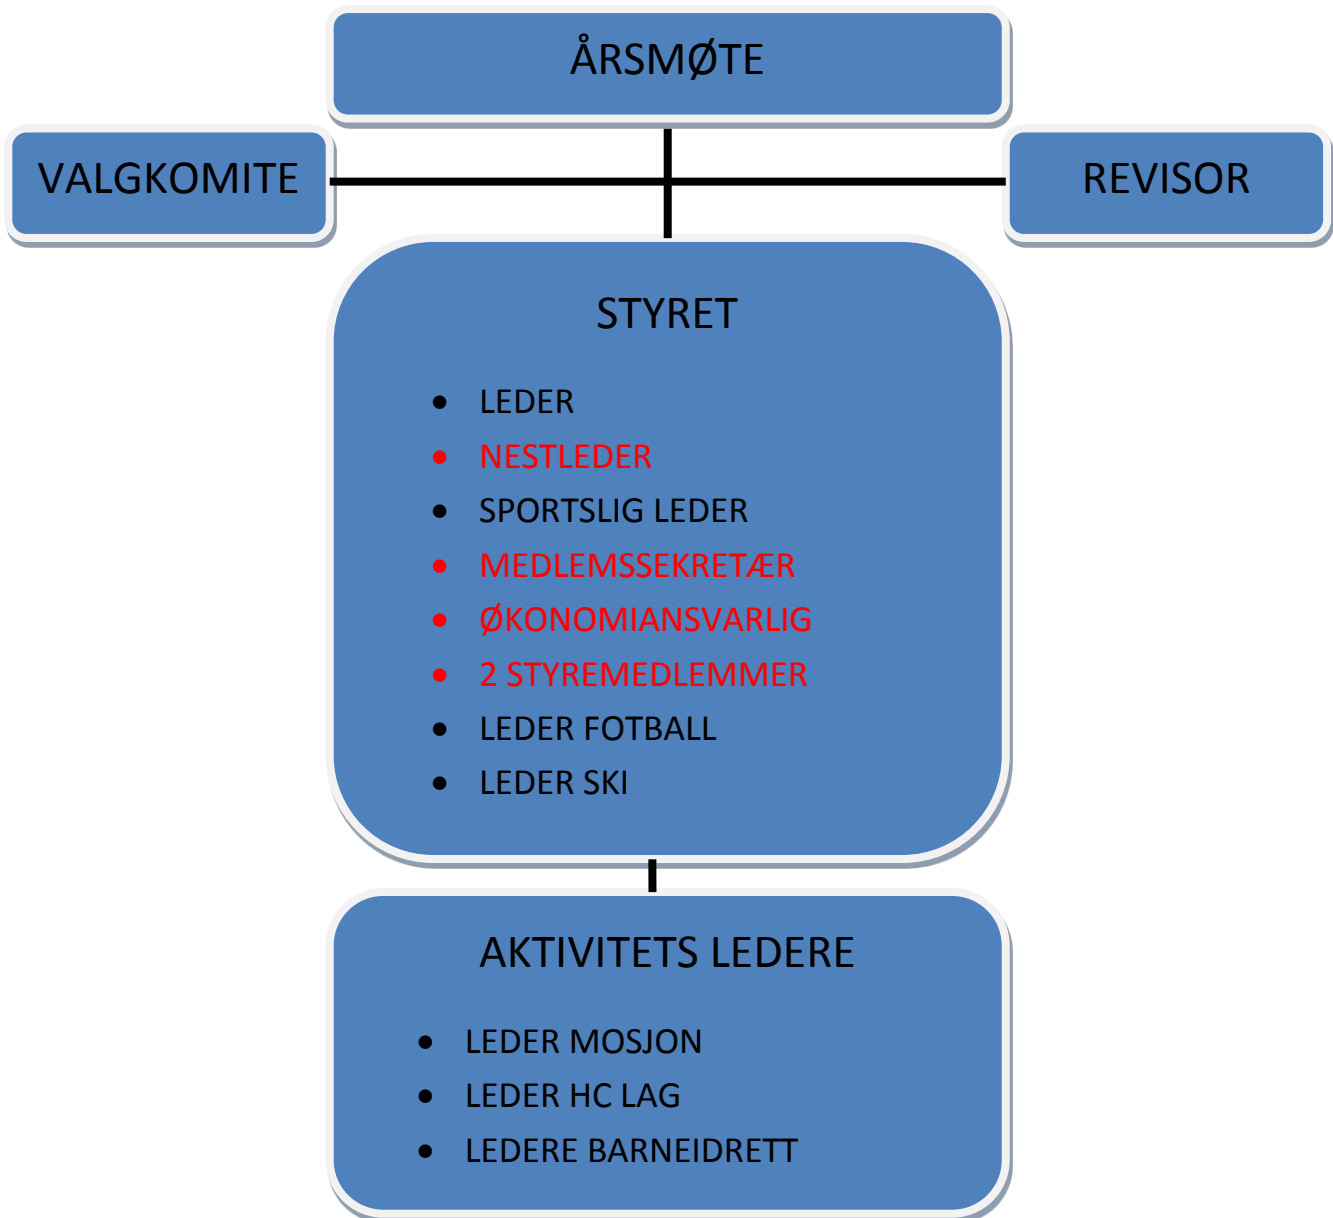 ÅRSMØTE
VALGKOMITE
REVISOR
STYRET
• LEDER
• NESTLEDER
• SPORTSLIG LEDER
• MEDLEMSSEKRETÆR
• ØKONOMIANSVARLIG
• 2 STYREMEDLEMMER
• LEDER FOTBALL
• LEDER SKI
AKTIVITETS LEDERE
• LEDER MOSJON
• LEDER HC LAG
• LEDERE BARNEIDRETT